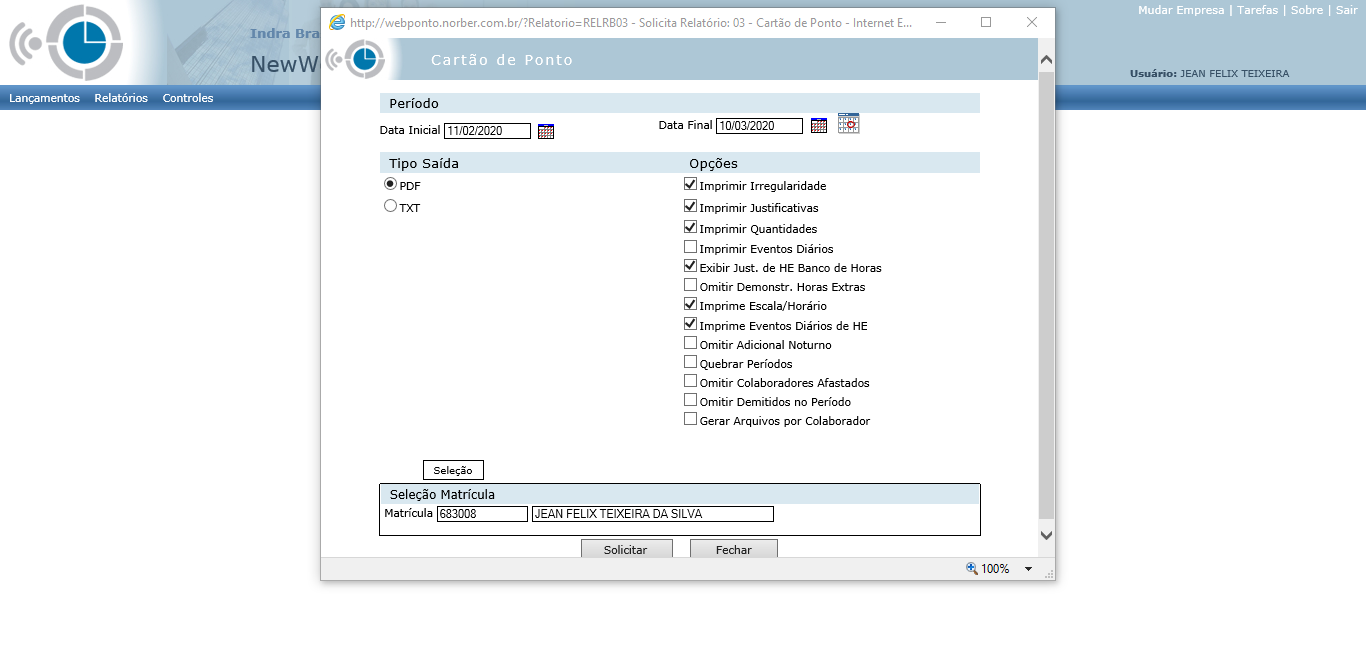 http://webponto.norber.com.br/?Relatorio=RELRB03 - Solicita Relatório: 03 - Cartão de Ponto - Internet E...
Mudar Empresa | Tarefas | Sobre | Sair
Indra Bra
NewW
Cartão de Ponto
Usuário: JEAN FELIX TEIXEIRA
Lançamentos Relatórios Controles
Período
Data Inicial 11/02/2020 Data Final 10/03/2020
Tipo Saída Opções
PDF Imprimir Irregularidade
TXT Imprimir Justificativas
Imprimir Quantidades
Imprimir Eventos Diários
Exibir Just. de HE Banco de Horas
Omitir Demonstr. Horas Extras
Imprime Escala/Horário
Imprime Eventos Diários de HE
Omitir Adicional Noturno
Quebrar Períodos
Omitir Colaboradores Afastados
Omitir Demitidos no Período
Gerar Arquivos por Colaborador
Seleção
Seleção Matrícula
Matrícula 683008 JEAN FELIX TEIXEIRA DA SILVA
Solicitar Fechar
100%